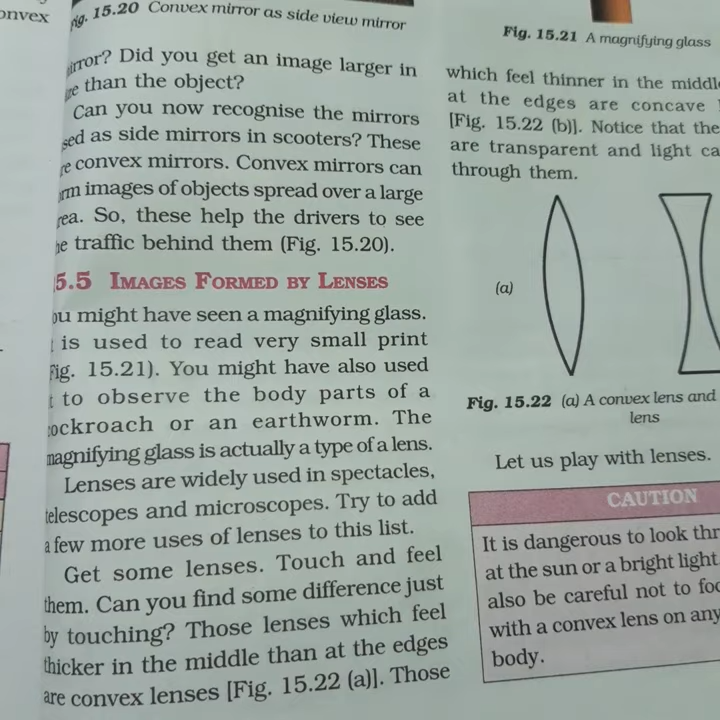 onvex
ig. 15.20 Convex mirror as side view mirror
irror? Did you get an image larger in
than the object?
Can you now recognise the mirrors
sed as side mirrors in scooters? These
re convex mirrors. Convex mirrors can
rm images of objects spread over a large
rea. So, these help the drivers to see
he traffic behind them (Fig. 15.20).
5.5 IMAGES FORMED BY LENSES
ou might have seen a magnifying glass.
is used to read very small print
Fig. 15.21). You might have also used
to observe the body parts of a
ockroach or an earthworm. The
magnifying glass is actually a type of a lens.
Lenses are widely used in spectacles,
telescopes and microscopes. Try to add
a few more uses of lenses to this list.
Get some lenses. Touch and feel
them. Can you find some difference just
by touching? Those lenses which feel
thicker in the middle than at the edges
are convex lenses [Fig. 15.22 (a)]. Those
Fig. 15.21 A magnifying glass
which feel thinner in the middl
at the edges are concave
[Fig. 15.22 (b)]. Notice that the
are transparent and light ca
through them.
(a)
Fig. 15.22 (a) A convex lens and
lens
Let us play with lenses.
CAUTION
It is dangerous to look thr
at the sun or a bright light
also be careful not to foc
with a convex lens on any
body.